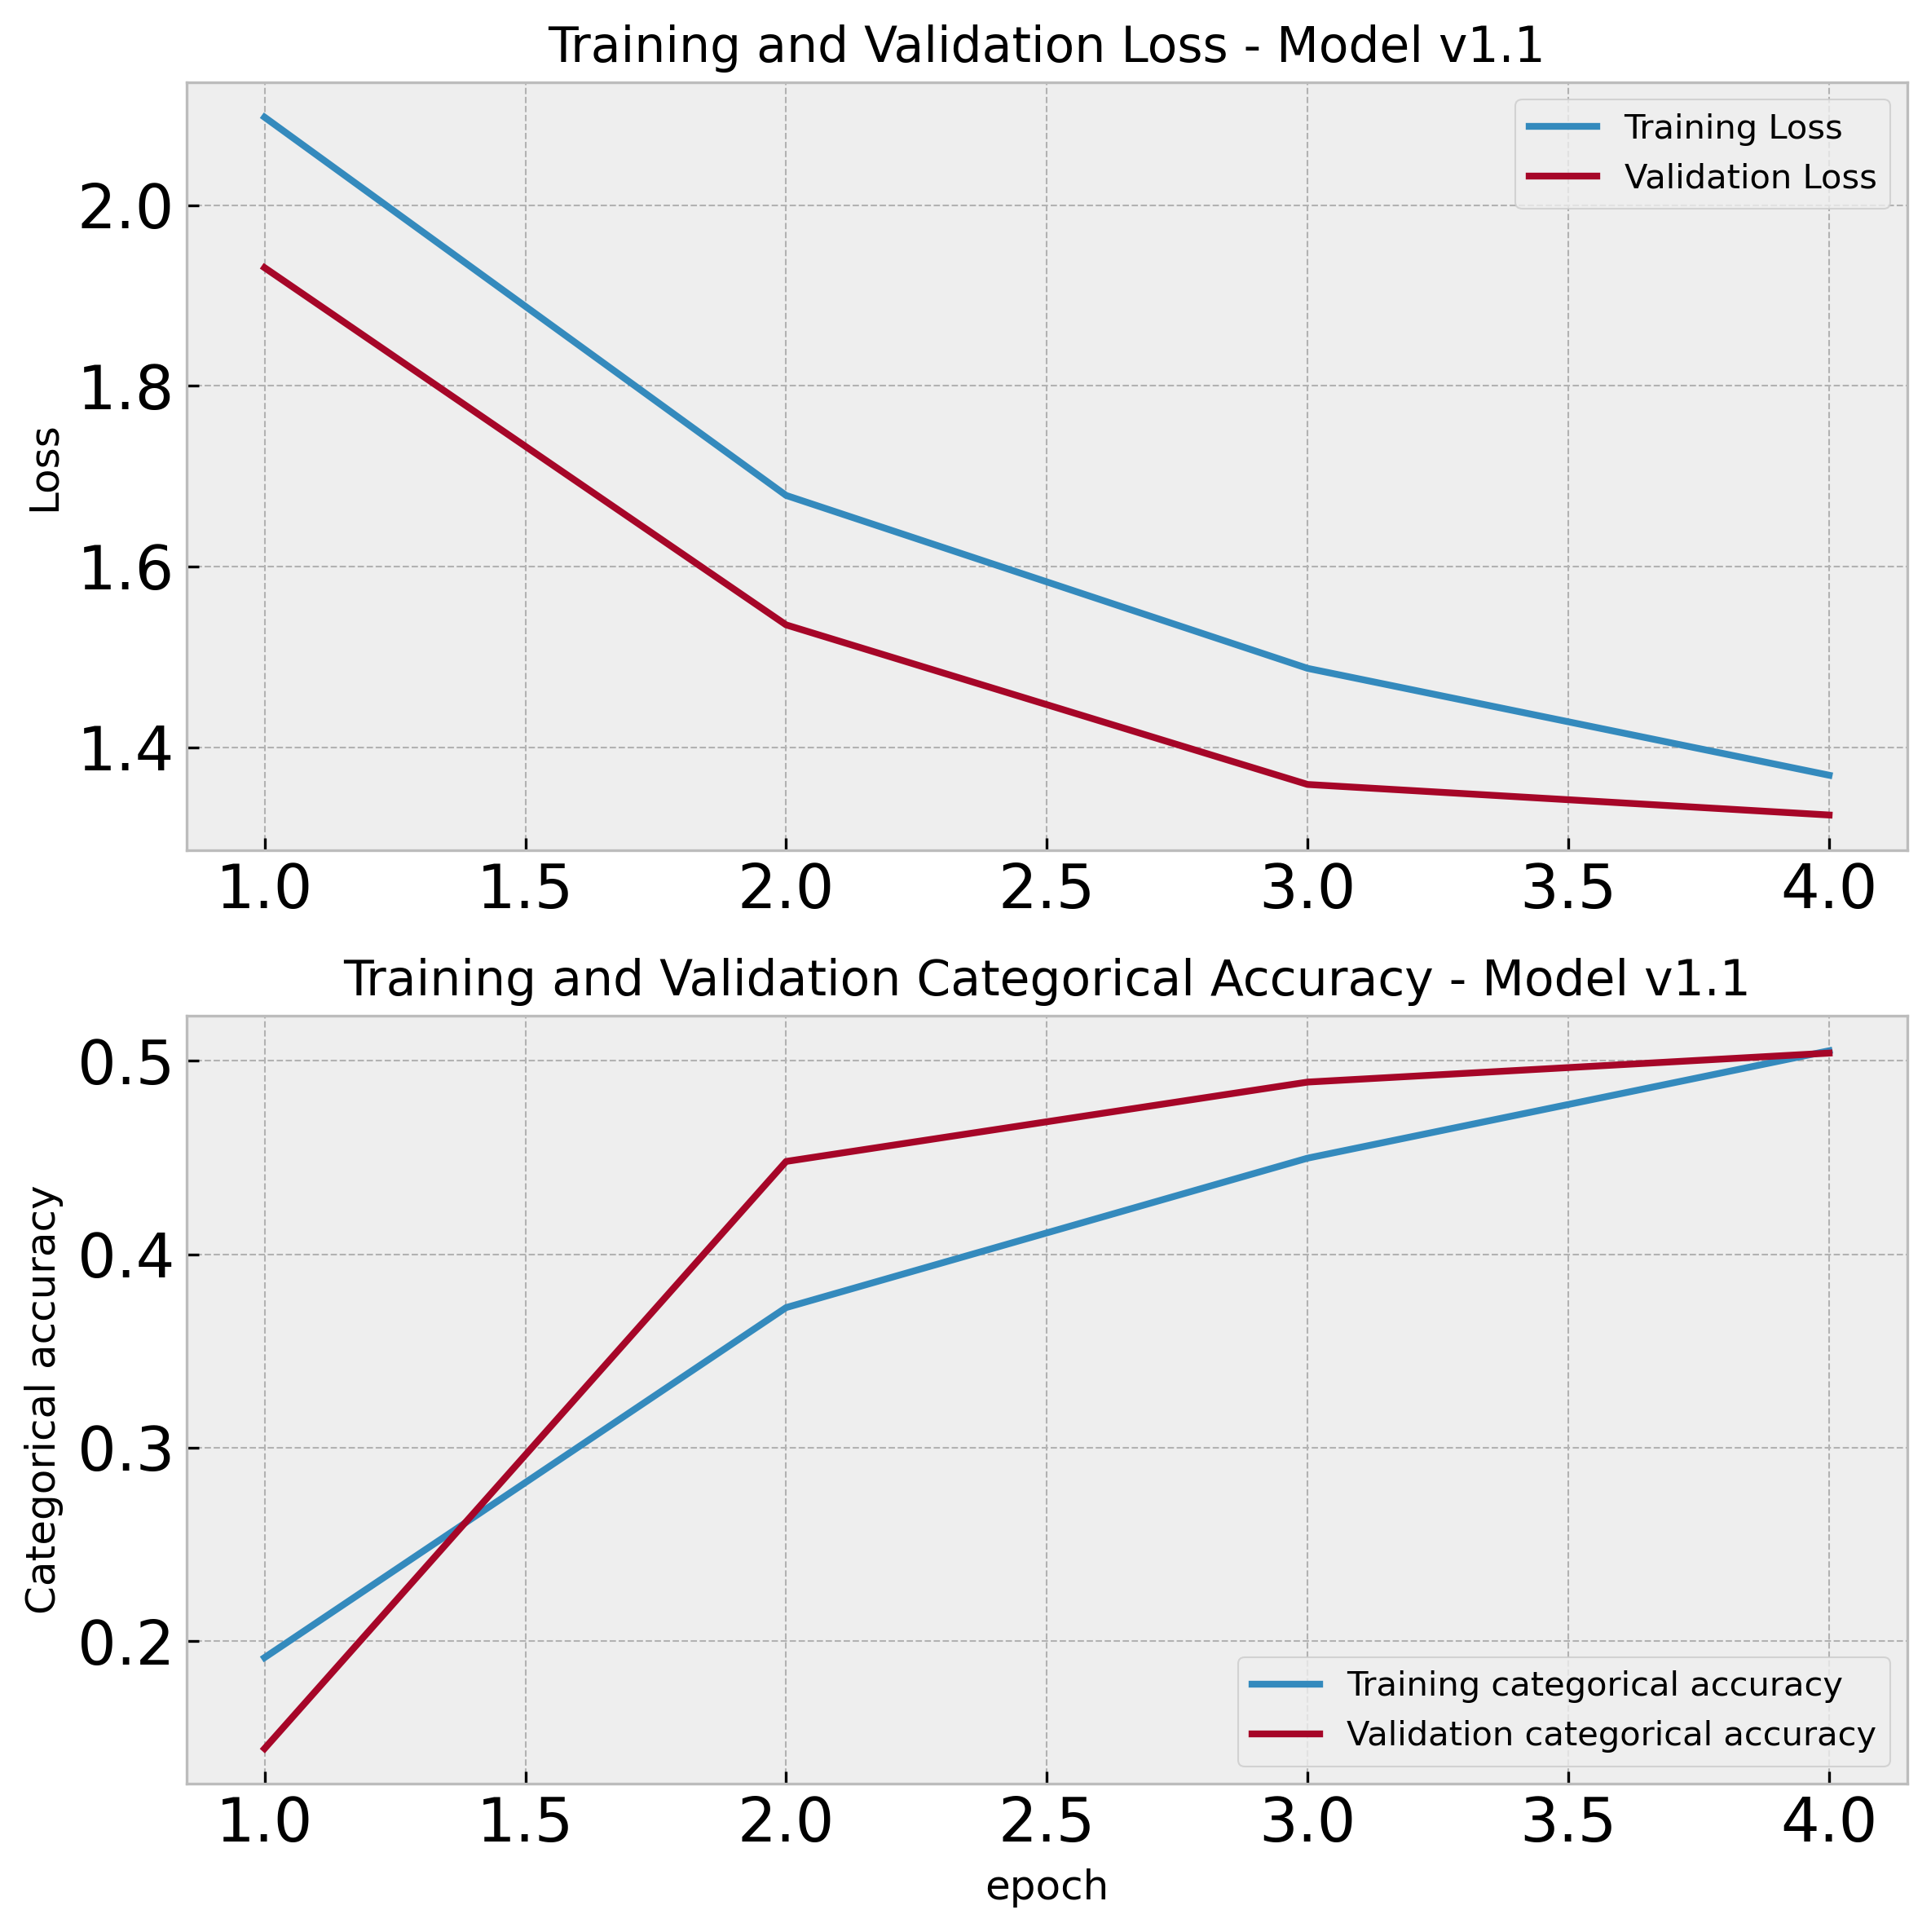 Training and Validation Loss - Model v1.1
Training Loss
Validation Loss
2.0
1.8
1.6
1.4
Loss
1.0 1.5 2.0 2.5 3.0 3.5 4.0
Training and Validation Categorical Accuracy - Model v1.1
0.5
0.4
0.3
0.2
Categorical accuracy
Training categorical accuracy
Validation categorical accuracy
1.0 1.5 2.0 2.5 3.0 3.5 4.0
epoch